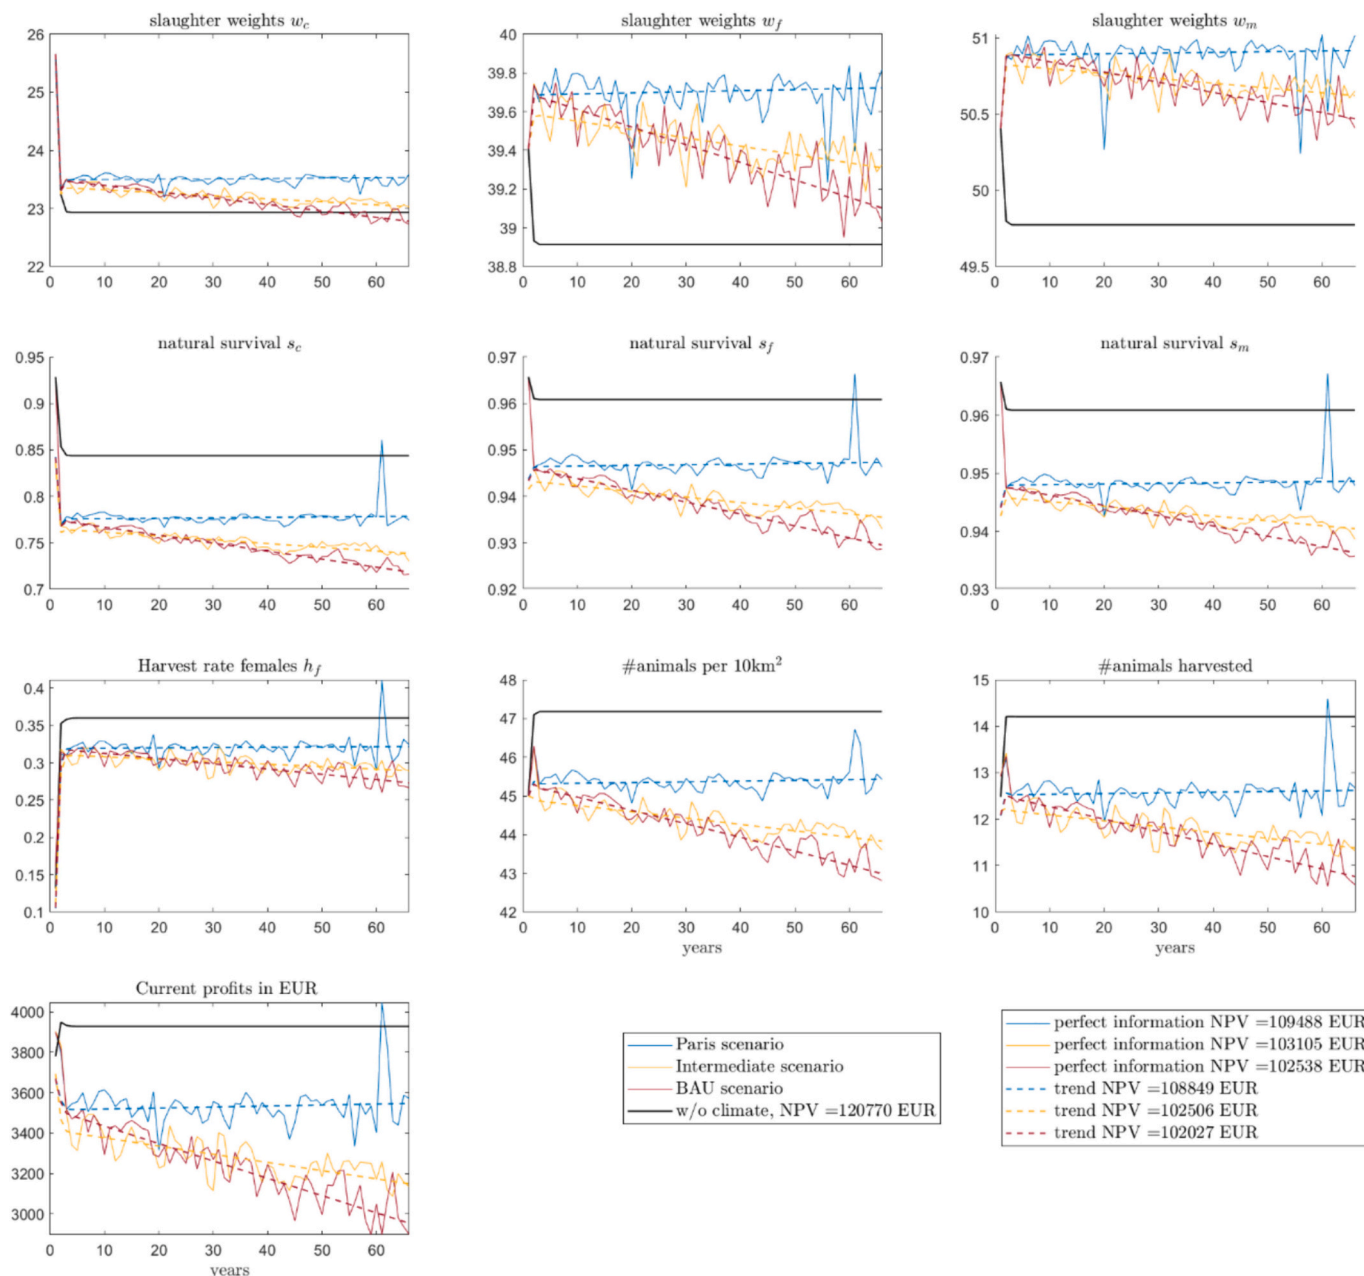 slaughter weights w_c
26
25
24
23
22
0 10 20 30 40 50 60
slaughter weights w_f
40
39.8
39.6
39.4
39.2
39
38.8
0 10 20 30 40 50 60
slaughter weights w_m
51
50.5
50
49.5
0 10 20 30 40 50 60
natural survival s_c
0.95
0.9
0.85
0.8
0.75
0.7
0 10 20 30 40 50 60
natural survival s_f
0.97
0.96
0.95
0.94
0.93
0.92
0 10 20 30 40 50 60
natural survival s_m
0.97
0.96
0.95
0.94
0.93
0 10 20 30 40 50 60
Harvest rate females h_f
0.4
0.35
0.3
0.25
0.2
0.15
0.1
0 10 20 30 40 50 60
#animals per 10km²
48
47
46
45
44
43
42
0 10 20 30 40 50 60
years
#animals harvested
15
14
13
12
11
10
0 10 20 30 40 50 60
years
Current profits in EUR
4000
3800
3600
3400
3200
3000
0 10 20 30 40 50 60
years
Paris scenario
Intermediate scenario
BAU scenario
w/o climate, NPV =120770 EUR
perfect information NPV =109488 EUR
perfect information NPV =103105 EUR
perfect information NPV =102538 EUR
trend NPV =108849 EUR
trend NPV =102506 EUR
trend NPV =102027 EUR